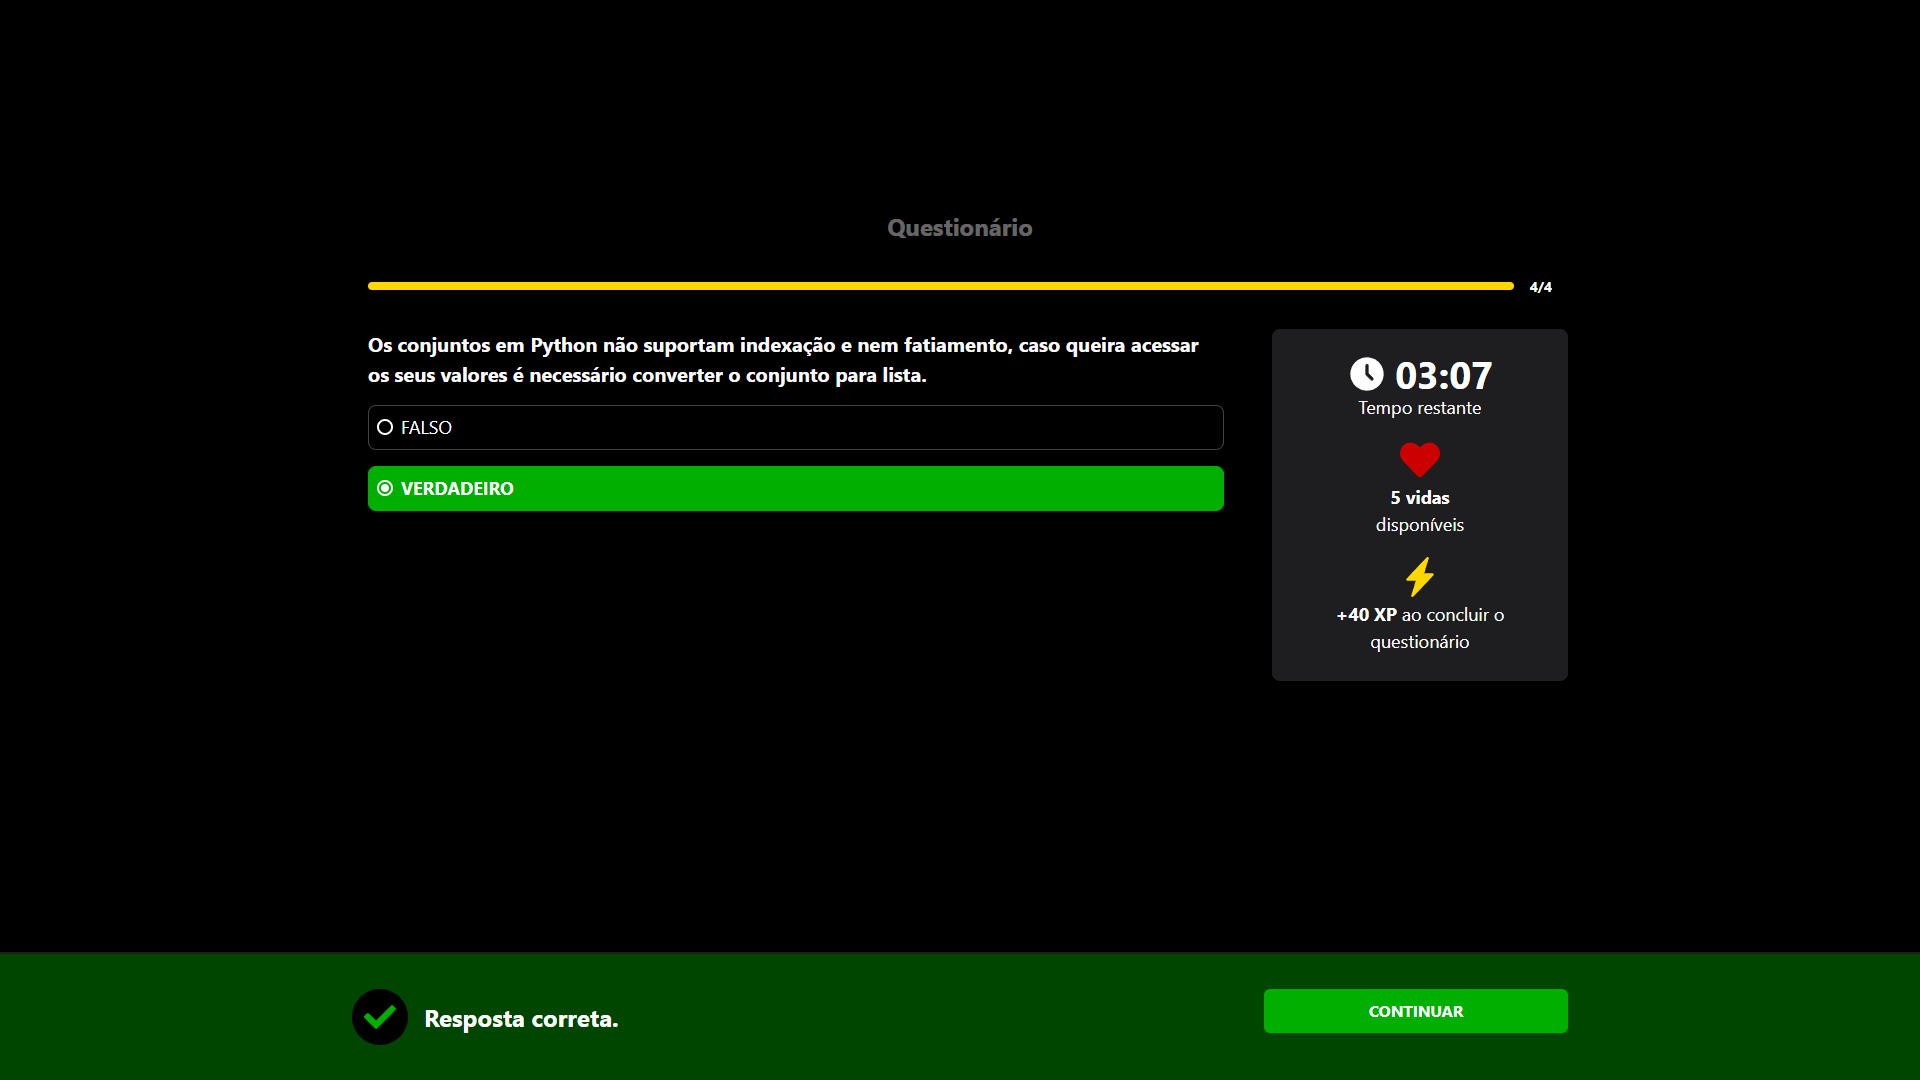 Questionário
4/4
Os conjuntos em Python não suportam indexação e nem fatiamento, caso queira acessar
os seus valores é necessário converter o conjunto para lista.
FALSO
VERDADEIRO
03:07
Tempo restante
5 vidas
disponíveis
+40 XP ao concluir o
questionário
Resposta correta.
CONTINUAR